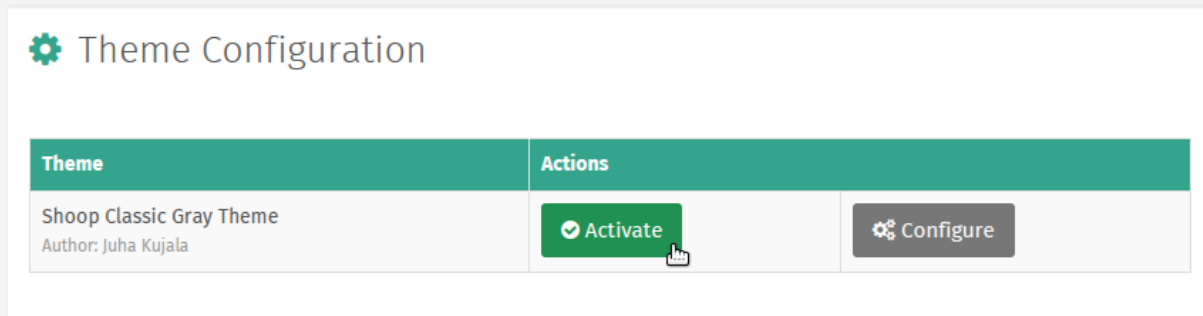 Theme Configuration
Theme Actions
Shoop Classic Gray Theme
Author: Juha Kujala
Activate
Configure